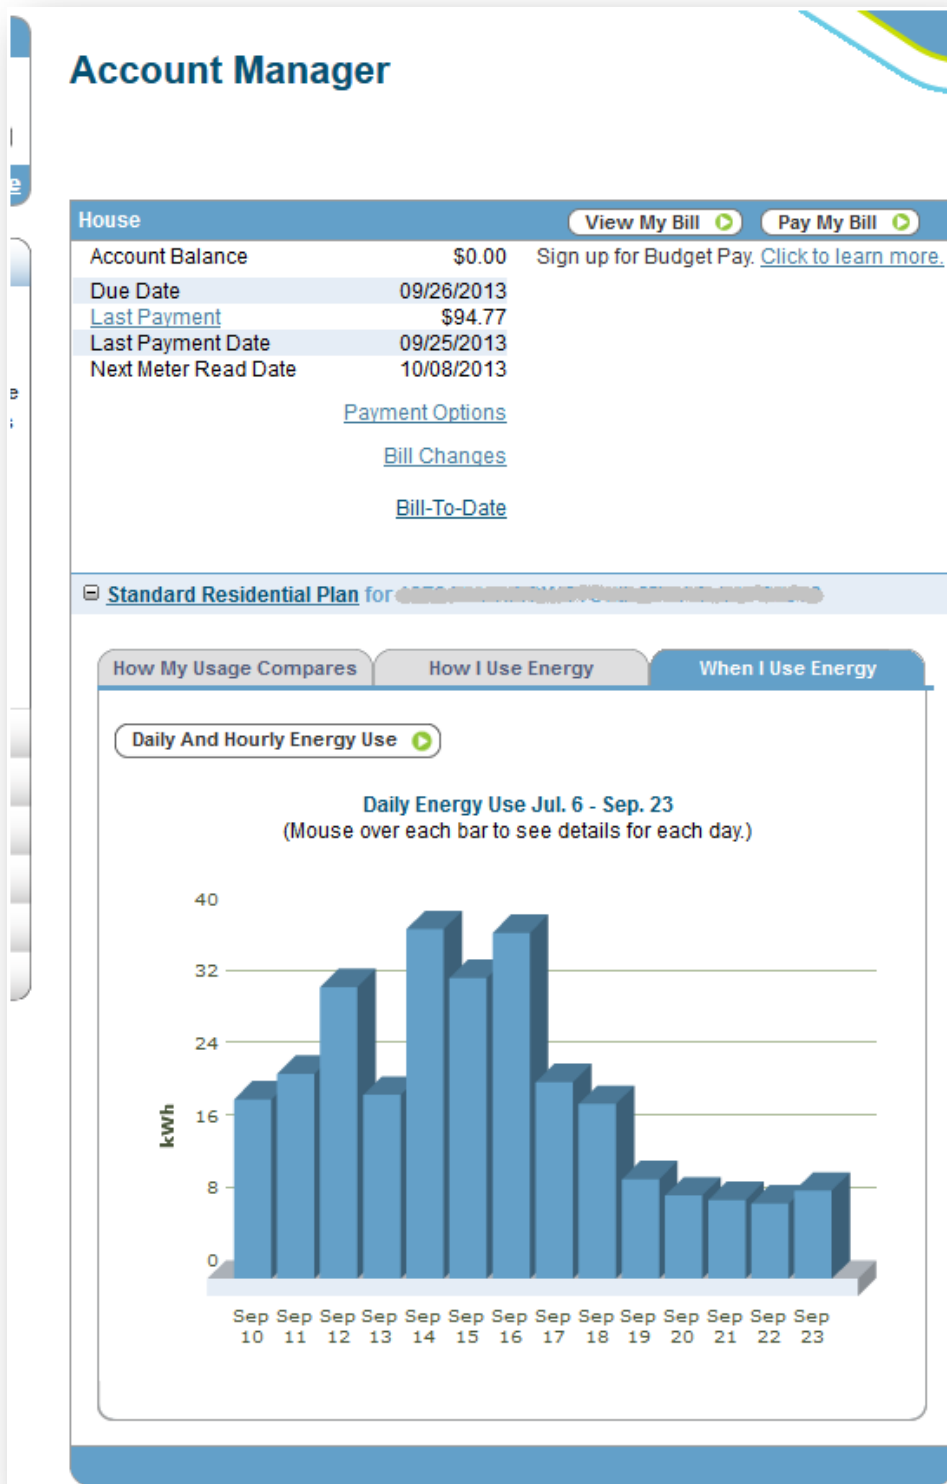 Account Manager
e
House View My Bill Pay My Bill
Account Balance $0.00 Sign up for Budget Pay. Click to learn more.
Due Date 09/26/2013
Last Payment $94.77
Last Payment Date 09/25/2013
Next Meter Read Date 10/08/2013
e
s
Payment Options
Bill Changes
Bill-To-Date
Standard Residential Plan for
How My Usage Compares How I Use Energy When I Use Energy
Daily And Hourly Energy Use
Daily Energy Use Jul. 6 - Sep. 23
(Mouse over each bar to see details for each day.)
40
32
24
16
8
0
kWh
Sep Sep Sep Sep Sep Sep Sep Sep Sep Sep Sep Sep Sep Sep
10 11 12 13 14 15 16 17 18 19 20 21 22 23